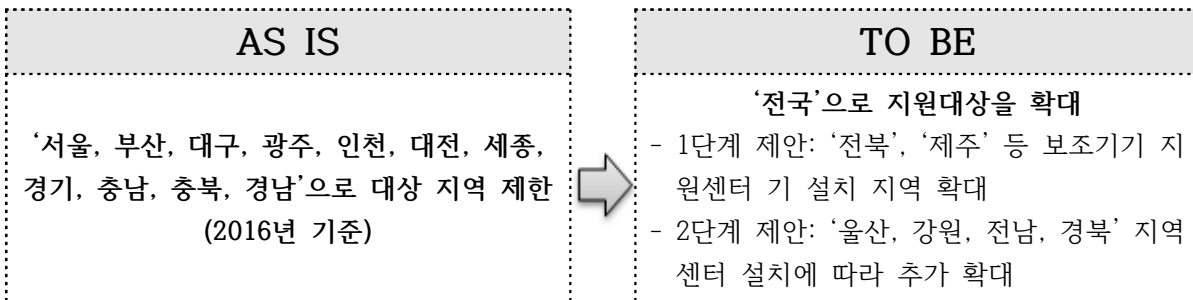 AS IS
‘서울, 부산, 대구, 광주, 인천, 대전, 세종,
경기, 충남, 충북, 경남’으로 대상 지역 제한
(2016년 기준)
TO BE
‘전국’으로 지원대상을 확대
- 1단계 제안: ‘전북’, ‘제주’ 등 보조기기 지
원센터 기 설치 지역 확대
- 2단계 제안: ‘울산, 강원, 전남, 경북’ 지역
센터 설치에 따라 추가 확대